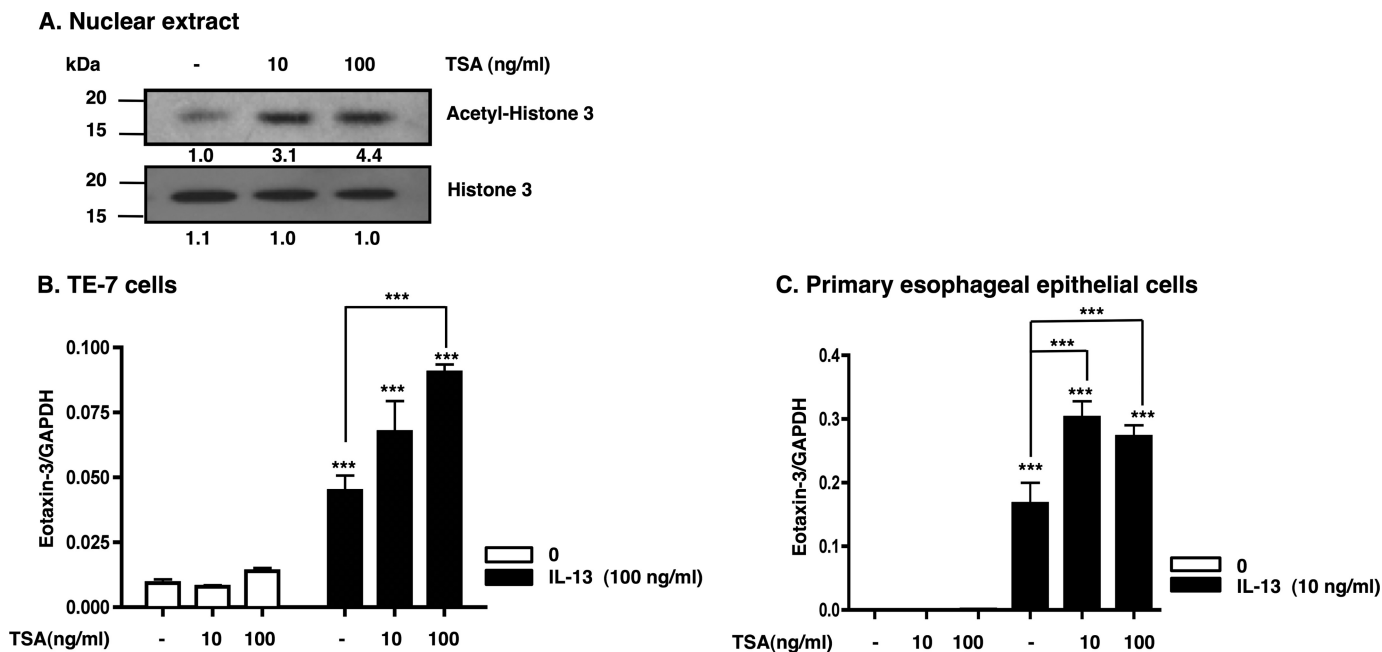 A. Nuclear extract
kDa - 10 100 TSA (ng/ml)
20
15
Acetyl-Histone 3
1.0 3.1 4.4
20
15
Histone 3
1.1 1.0 1.0
B. TE-7 cells
***
***
***
***
0.100
0.075
0.050
0.025
0.000
Eotaxin-3/GAPDH
0
IL-13 (100 ng/ml)
TSA(ng/ml) - 10 100 - 10 100
C. Primary esophageal epithelial cells
***
***
***
***
***
0.4
0.3
0.2
0.1
0.0
Eotaxin-3/GAPDH
0
IL-13 (10 ng/ml)
TSA(ng/ml) - 10 100 - 10 100